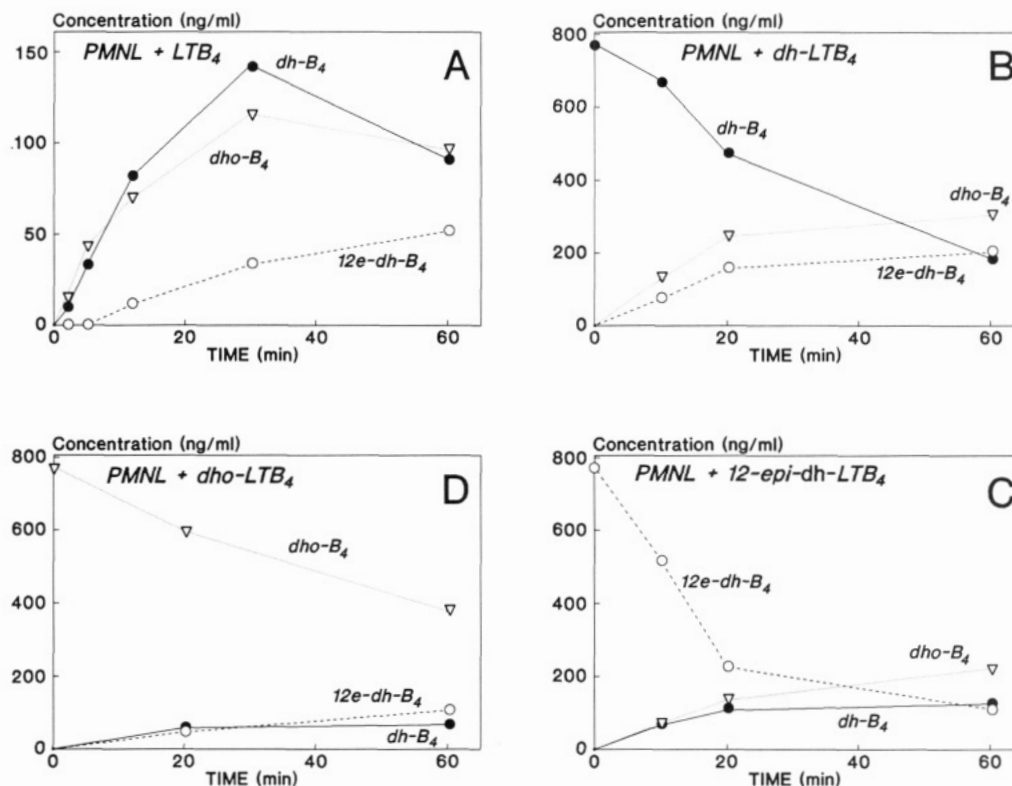 Concentration (ng/ml)
PMNL + LTB4
A
150
.100
50
0
dh-B4
dho-B4
12e-dh-B4
0
20
40
60
TIME (min)
Concentration (ng/ml)
PMNL + dh-LTB4
B
800
600
400
200
0
dh-B4
dho-B4
12e-dh-B4
0
20
40
60
TIME (min)
Concentration (ng/ml)
PMNL + dho-LTB4
D
800
600
400
200
0
dho-B4
12e-dh-B4
dh-B4
0
20
40
60
TIME (min)
Concentration (ng/ml)
PMNL + 12-epi-dh-LTB4
C
800
600
400
200
0
12e-dh-B4
dho-B4
dh-B4
0
20
40
60
TIME (min)